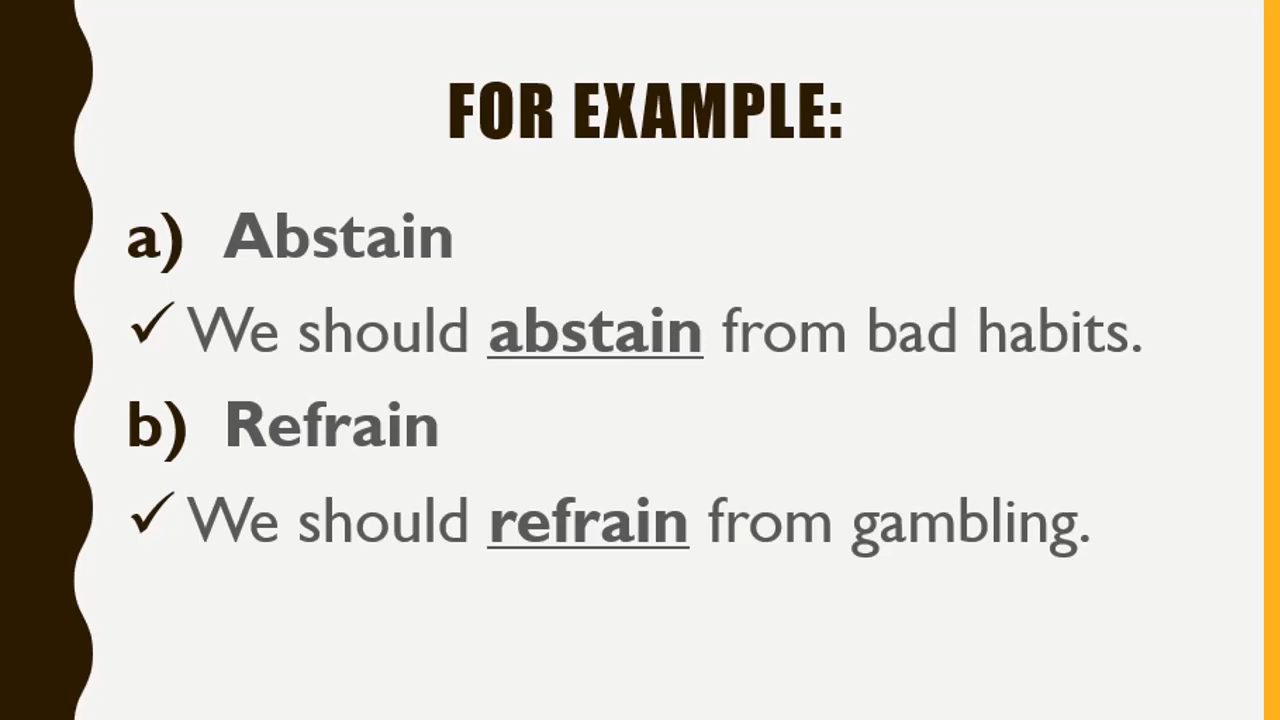 FOR EXAMPLE:
a) Abstain
✓ We should abstain from bad habits.
b) Refrain
✓ We should refrain from gambling.